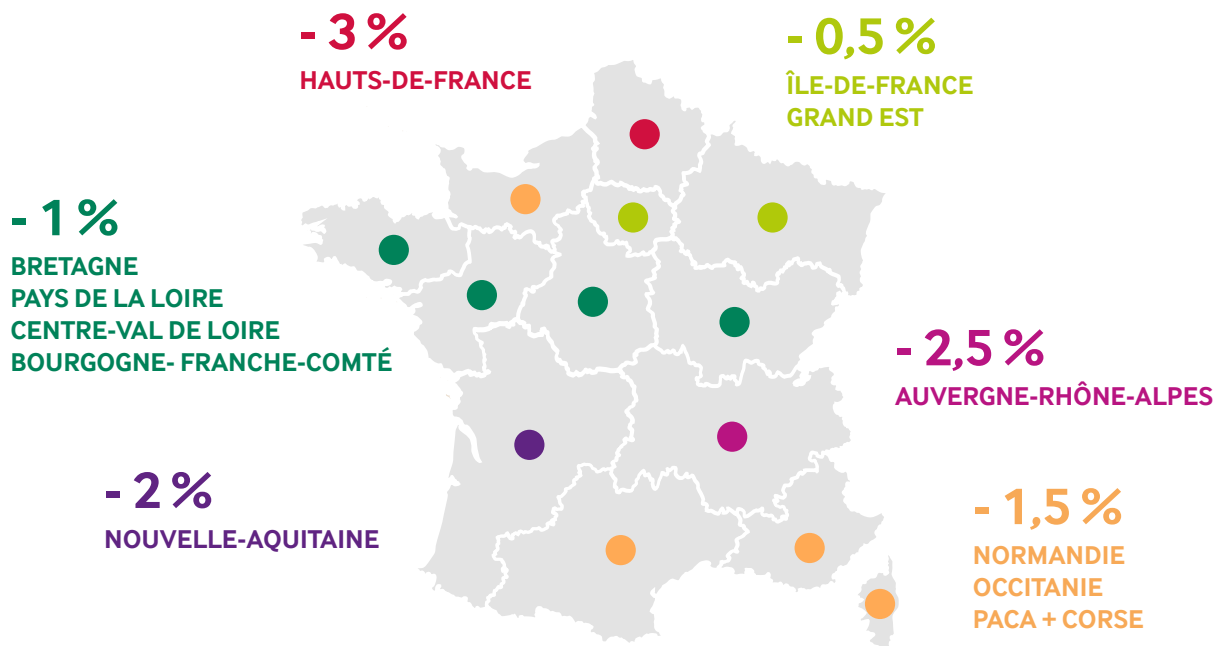 - 3 %
HAUTS-DE-FRANCE
- 0,5 %
ÎLE-DE-FRANCE
GRAND EST
- 1 %
BRETAGNE
PAYS DE LA LOIRE
CENTRE-VAL DE LOIRE
BOURGOGNE- FRANCHE-COMTÉ
- 2,5 %
AUVERGNE-RHÔNE-ALPES
- 2 %
NOUVELLE-AQUITAINE
- 1,5 %
NORMANDIE
OCCITANIE
PACA + CORSE